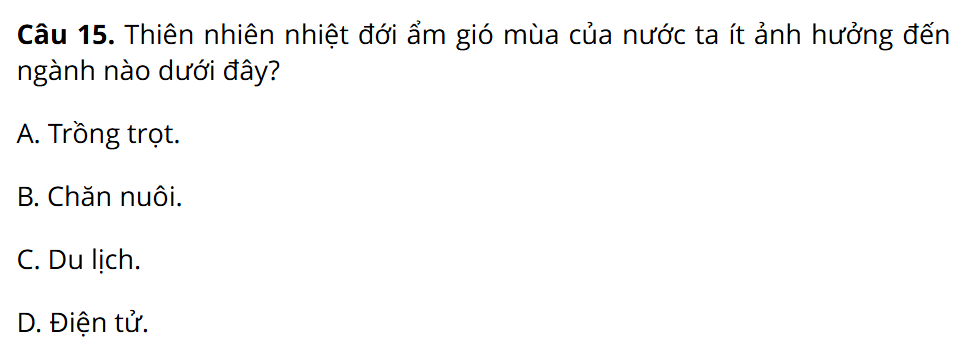 Câu 15. Thiên nhiên nhiệt đới ẩm gió mùa của nước ta ít ảnh hưởng đến
ngành nào dưới đây?
A. Trồng trọt.
B. Chăn nuôi.
C. Du lịch.
D. Điện tử.